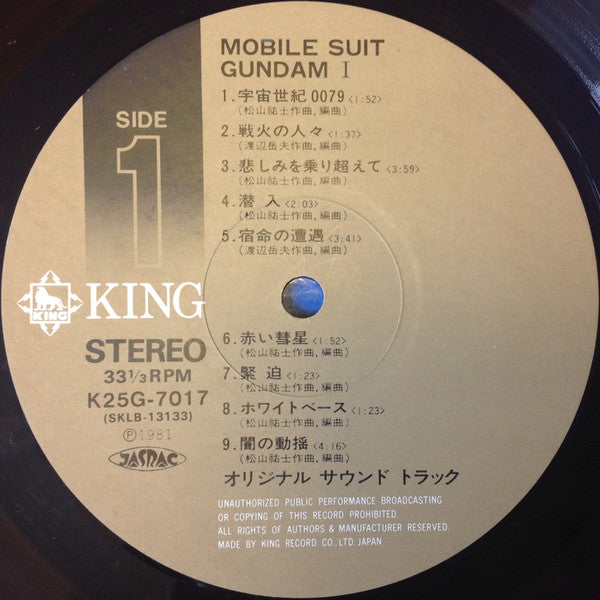 MOBILE SUIT
GUNDAM I
SIDE
1
1.宇宙世紀0079<1:52>
(松山祐士作曲,編曲)
2.戦火の人々<1:37>
(渡辺岳夫作曲,編曲)
3.悲しみを乗り超えて<3:59>
(松山祐士作曲,編曲)
4.潜入<2:03>
(松山祐士作曲,編曲)
5.宿命の遭遇<3:41>
(渡辺岳夫作曲,編曲)
KING
KING
STEREO
33 1/3 RPM
K25G-7017
(SKLB-13133)
Ⓟ1981
JASRAC
6.赤い彗星<1:52>
(松山祐士作曲,編曲)
7.緊迫<1:23>
(松山祐士作曲,編曲)
8.ホワイトベース<1:23>
(松山祐士作曲,編曲)
9.闇の動揺<4:16>
(松山祐士作曲,編曲)
オリジナル サウンド トラック
UNAUTHORIZED PUBLIC PERFORMANCE BROADCASTING
OR COPYING OF THIS RECORD PROHIBITED.
ALL RIGHTS OF AUTHORS & MANUFACTURER RESERVED.
MADE BY KING RECORD CO., LTD. JAPAN